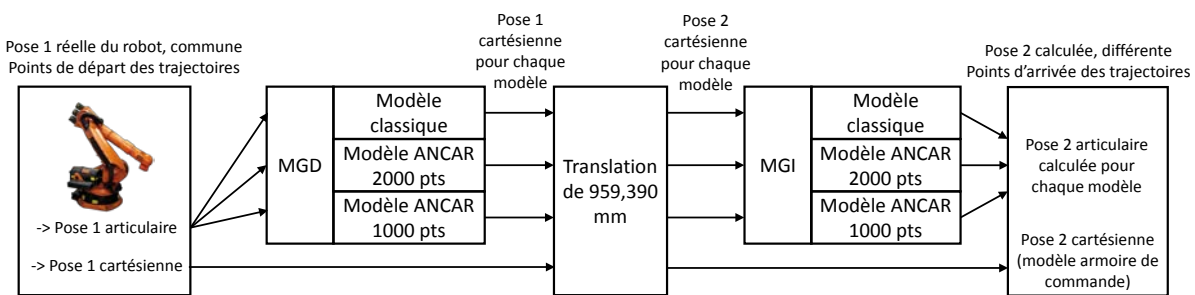 Pose 1 réelle du robot, commune
Points de départ des trajectoires
-> Pose 1 articulaire
-> Pose 1 cartésienne
MGD
Modèle
classique
Modèle ANCAR
2000 pts
Modèle ANCAR
1000 pts
Pose 1
cartésienne
pour chaque
modèle
Translation
de 959,390
mm
Pose 2
cartésienne
pour chaque
modèle
MGI
Modèle
classique
Modèle ANCAR
2000 pts
Modèle ANCAR
1000 pts
Pose 2 calculée, différente
Points d'arrivée des trajectoires
Pose 2 articulaire
calculée pour
chaque modèle
Pose 2 cartésienne
(modèle armoire de
commande)